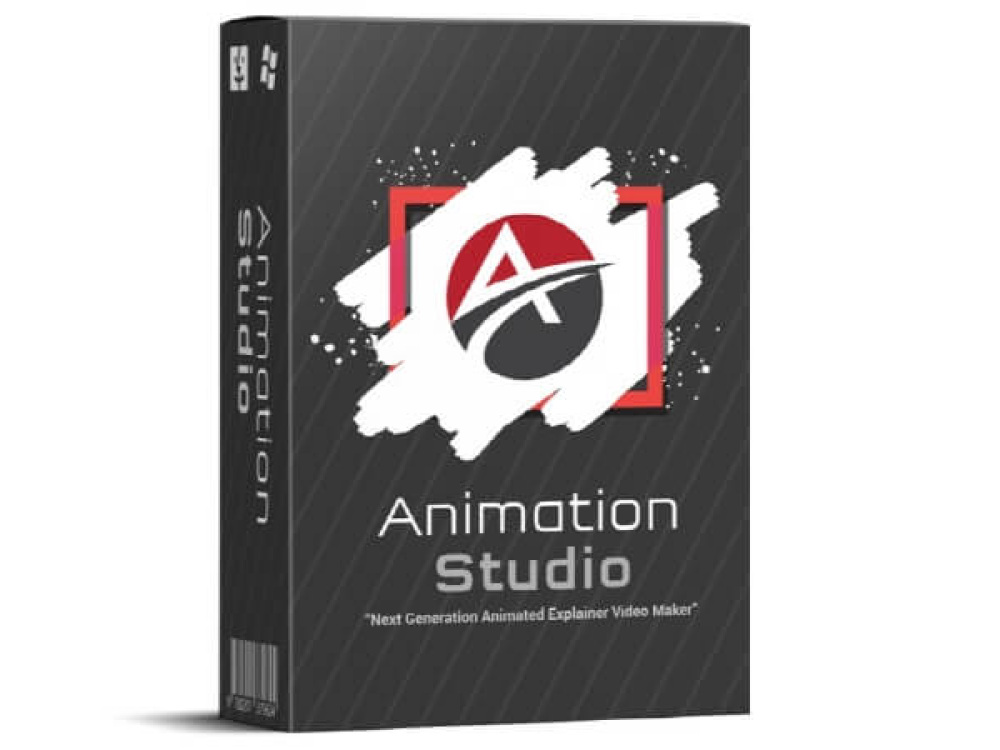 Animation
Studio
Animation
Studio
"Next Generation Animated Explainer Video Maker"